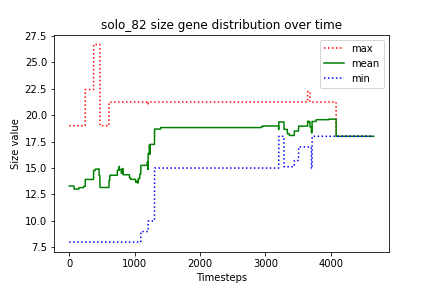 solo_82 size gene distribution over time
27.5
25.0
22.5
20.0
17.5
15.0
12.5
10.0
7.5
Size value
max
mean
min
0 1000 2000 3000 4000
Timesteps